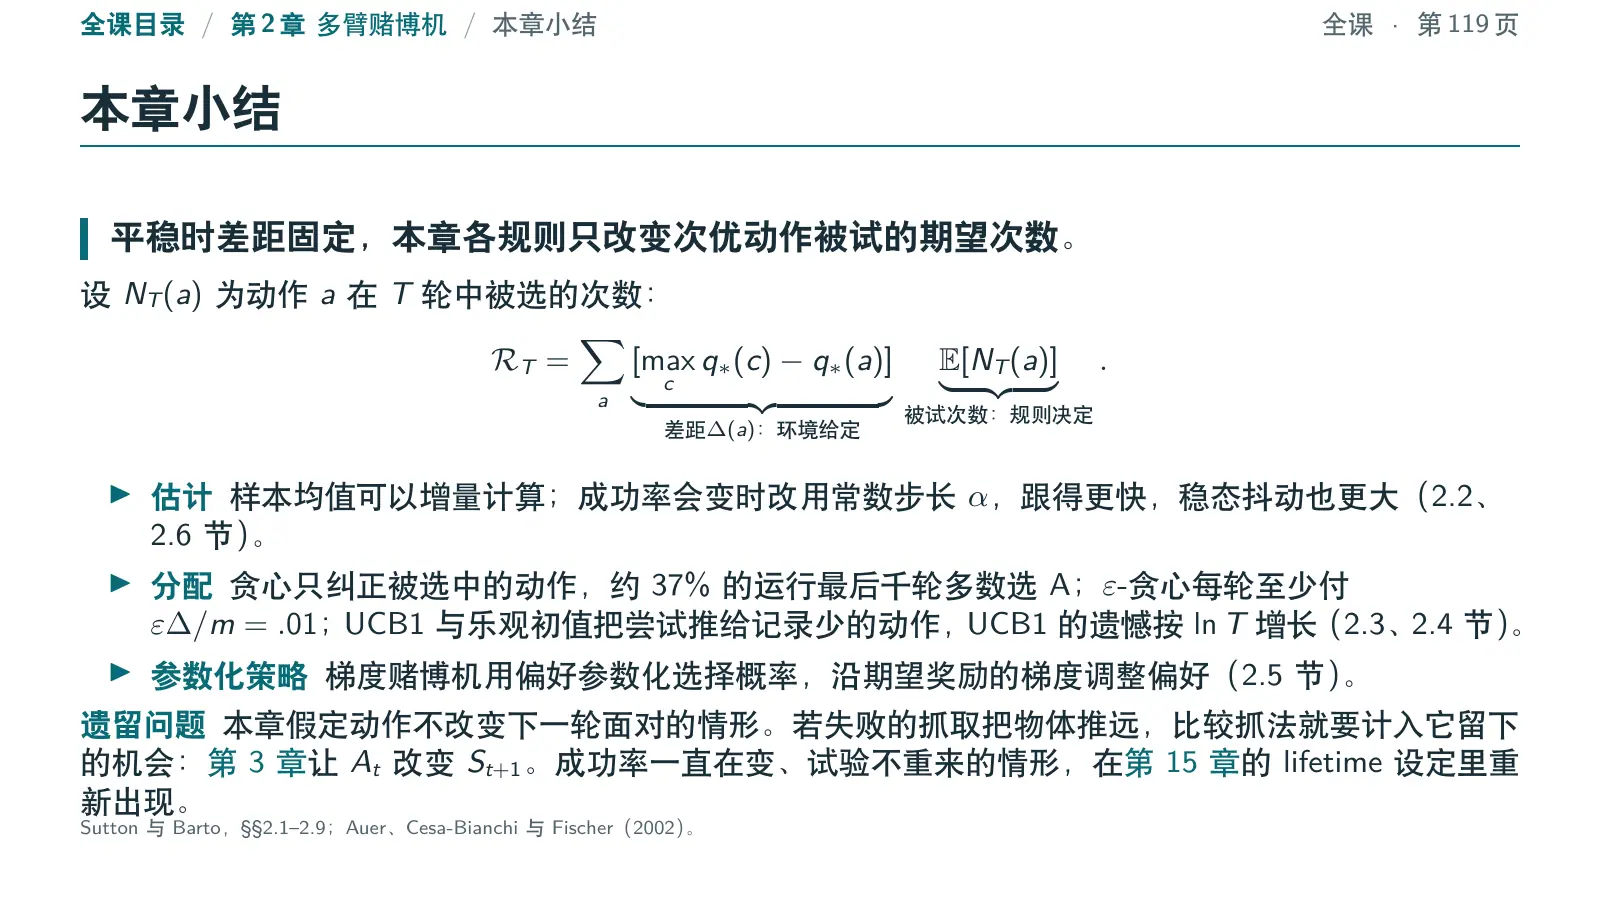 全课目录 / 第 2 章 多臂赌博机 / 本章小结
全课 · 第 119 页
本章小结
平稳时差距固定，本章各规则只改变次优动作被试的期望次数。
设 N_T(a) 为动作 a 在 T 轮中被选的次数：
ℛ_T = ∑_a [max_c q_*(c) − q_*(a)] 𝔼[N_T(a)] .
差距Δ(a)：环境给定
被试次数：规则决定
▶ 估计 样本均值可以增量计算；成功率会变时改用常数步长 α，跟得更快，稳态抖动也更大（2.2、
2.6 节）。
▶ 分配 贪心只纠正被选中的动作，约 37% 的运行最后千轮多数选 A；ε-贪心每轮至少付
εΔ/m = .01；UCB1 与乐观初值把尝试推给记录少的动作，UCB1 的遗憾按 ln T 增长（2.3、2.4 节）。
▶ 参数化策略 梯度赌博机用偏好参数化选择概率，沿期望奖励的梯度调整偏好（2.5 节）。
遗留问题 本章假定动作不改变下一轮面对的情形。若失败的抓取把物体推远，比较抓法就要计入它留下
的机会：第 3 章让 A_t 改变 S_{t+1}。成功率一直在变、试验不重来的情形，在第 15 章的 lifetime 设定里重
新出现。
Sutton 与 Barto，§§2.1–2.9；Auer、Cesa-Bianchi 与 Fischer（2002）。